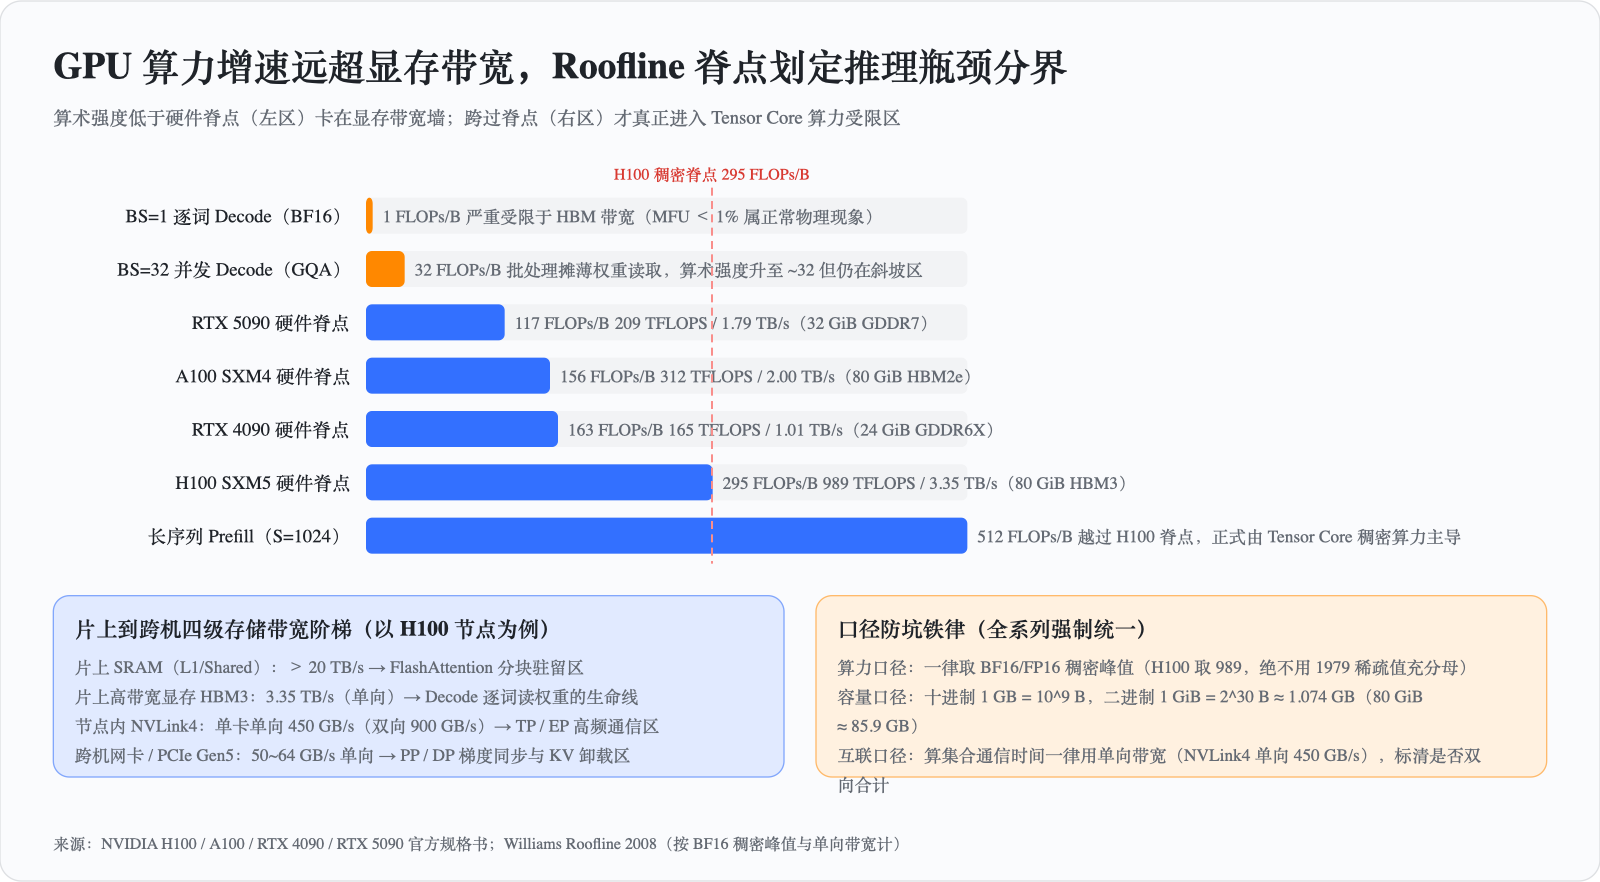 GPU 算力增速远超显存带宽，Roofline 脊点划定推理瓶颈分界
算术强度低于硬件脊点（左区）卡在显存带宽墙；跨过脊点（右区）才真正进入 Tensor Core 算力受限区
H100 稠密脊点 295 FLOPs/B
BS=1 逐词 Decode（BF16） 1 FLOPs/B 严重受限于 HBM 带宽（MFU < 1% 属正常物理现象）
BS=32 并发 Decode（GQA） 32 FLOPs/B 批处理摊薄权重读取，算术强度升至 ~32 但仍在斜坡区
RTX 5090 硬件脊点 117 FLOPs/B 209 TFLOPS / 1.79 TB/s（32 GiB GDDR7）
A100 SXM4 硬件脊点 156 FLOPs/B 312 TFLOPS / 2.00 TB/s（80 GiB HBM2e）
RTX 4090 硬件脊点 163 FLOPs/B 165 TFLOPS / 1.01 TB/s（24 GiB GDDR6X）
H100 SXM5 硬件脊点 295 FLOPs/B 989 TFLOPS / 3.35 TB/s（80 GiB HBM3）
长序列 Prefill（S=1024） 512 FLOPs/B 越过 H100 脊点，正式由 Tensor Core 稠密算力主导
片上到跨机四级存储带宽阶梯（以 H100 节点为例）
片上 SRAM（L1/Shared）：> 20 TB/s → FlashAttention 分块驻留区
片上高带宽显存 HBM3：3.35 TB/s（单向）→ Decode 逐词读权重的生命线
节点内 NVLink4：单卡单向 450 GB/s（双向 900 GB/s）→ TP / EP 高频通信区
跨机网卡 / PCIe Gen5：50~64 GB/s 单向 → PP / DP 梯度同步与 KV 卸载区
口径防坑铁律（全系列强制统一）
算力口径：一律取 BF16/FP16 稠密峰值（H100 取 989，绝不用 1979 稀疏值充分母）
容量口径：十进制 1 GB = 10^9 B，二进制 1 GiB = 2^30 B ≈ 1.074 GB（80 GiB
≈ 85.9 GB）
互联口径：算集合通信时间一律用单向带宽（NVLink4 单向 450 GB/s），标清是否双
向合计
来源：NVIDIA H100 / A100 / RTX 4090 / RTX 5090 官方规格书；Williams Roofline 2008（按 BF16 稠密峰值与单向带宽计）